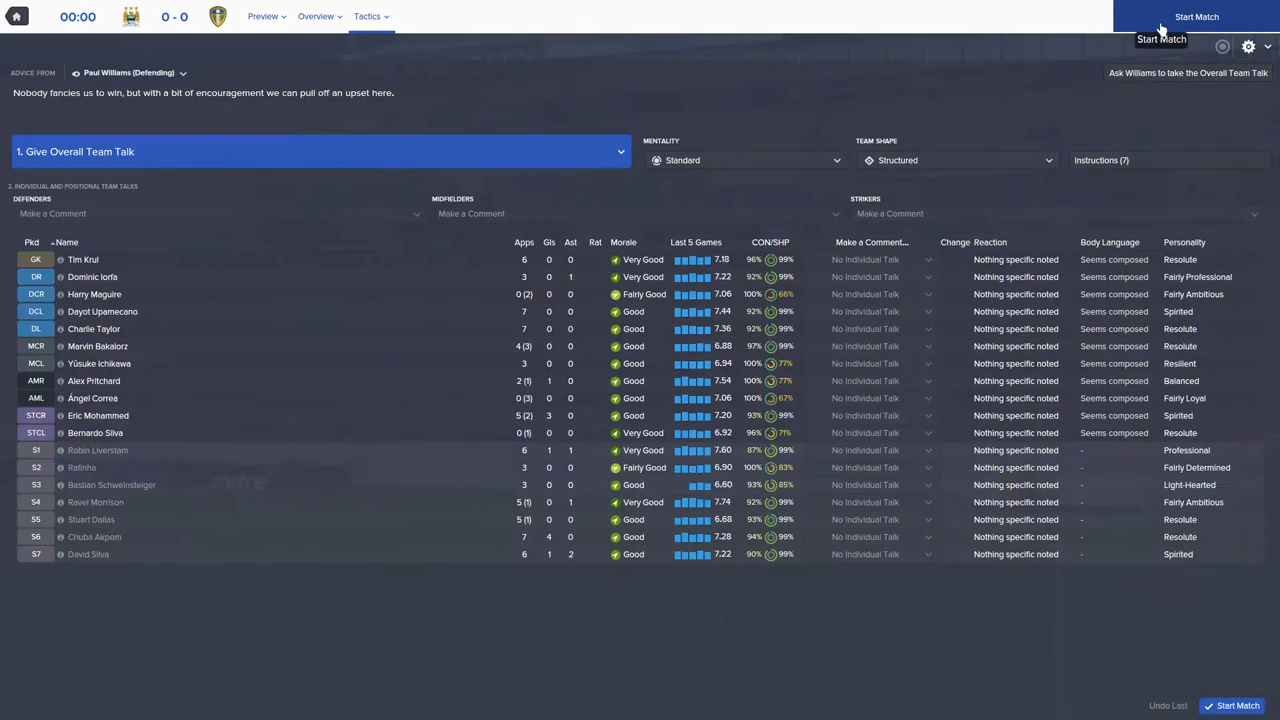 00:00 0 - 0 Preview Overview Tactics Start Match
Start Match
ADVICE FROM Paul Williams (Defending) Ask Williams to take the Overall Team Talk
Nobody fancies us to win, but with a bit of encouragement we can pull off an upset here.
MENTALITY TEAM SHAPE
1. Give Overall Team Talk Standard Structured Instructions (7)
2. INDIVIDUAL AND POSITIONAL TEAM TALKS
DEFENDERS MIDFIELDERS STRIKERS
Make a Comment Make a Comment Make a Comment
Pkd Name Apps Gls Ast Rat Morale Last 5 Games CON/SHP Make a Comment... Change Reaction Body Language Personality
GK Tim Krul 6 0 0 Very Good 7.18 96% 99% No Individual Talk Nothing specific noted Seems composed Resolute
DR Dominic Iorfa 3 0 1 Very Good 7.22 92% 99% No Individual Talk Nothing specific noted Seems composed Fairly Professional
DCR Harry Maguire 0 (2) 0 0 Fairly Good 7.06 100% 66% No Individual Talk Nothing specific noted Seems composed Fairly Ambitious
DCL Dayot Upamecano 7 0 0 Good 7.44 92% 99% No Individual Talk Nothing specific noted Seems composed Spirited
DL Charlie Taylor 7 0 0 Good 7.36 92% 99% No Individual Talk Nothing specific noted Seems composed Resolute
MCR Marvin Bakalorz 4 (3) 0 0 Good 6.88 97% 99% No Individual Talk Nothing specific noted Seems composed Resolute
MCL Yūsuke Ichikawa 3 0 0 Good 6.94 100% 77% No Individual Talk Nothing specific noted Seems composed Resilient
AMR Alex Pritchard 2 (1) 1 0 Good 7.54 100% 77% No Individual Talk Nothing specific noted Seems composed Balanced
AML Ángel Correa 0 (3) 0 0 Good 7.06 100% 67% No Individual Talk Nothing specific noted Seems composed Fairly Loyal
STCR Eric Mohammed 5 (2) 3 0 Good 7.20 93% 99% No Individual Talk Nothing specific noted Seems composed Spirited
STCL Bernardo Silva 0 (1) 0 0 Very Good 6.92 96% 71% No Individual Talk Nothing specific noted Seems composed Resolute
S1 Robin Liverstam 6 1 1 Very Good 7.60 87% 99% No Individual Talk Nothing specific noted - Professional
S2 Rafinha 3 0 0 Fairly Good 6.90 100% 83% No Individual Talk Nothing specific noted - Fairly Determined
S3 Bastian Schweinsteiger 3 0 0 Good 6.60 93% 85% No Individual Talk Nothing specific noted - Light-Hearted
S4 Ravel Morrison 5 (1) 0 1 Very Good 7.74 92% 99% No Individual Talk Nothing specific noted - Fairly Ambitious
S5 Stuart Dallas 5 (1) 0 0 Good 6.68 93% 99% No Individual Talk Nothing specific noted - Resolute
S6 Chuba Akpom 7 4 0 Good 7.28 94% 99% No Individual Talk Nothing specific noted - Resolute
S7 David Silva 6 1 2 Good 7.22 90% 99% No Individual Talk Nothing specific noted - Spirited
mitre
Undo Last Start Match